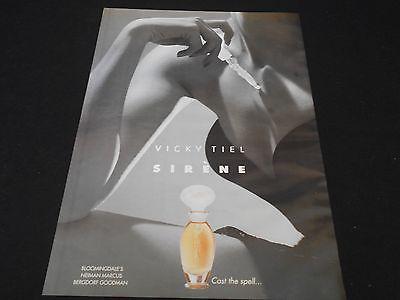 VICKY TIEL
SIRÈNE
BLOOMINGDALE'S
NEIMAN MARCUS
BERGDORF GOODMAN
Cast the spell...